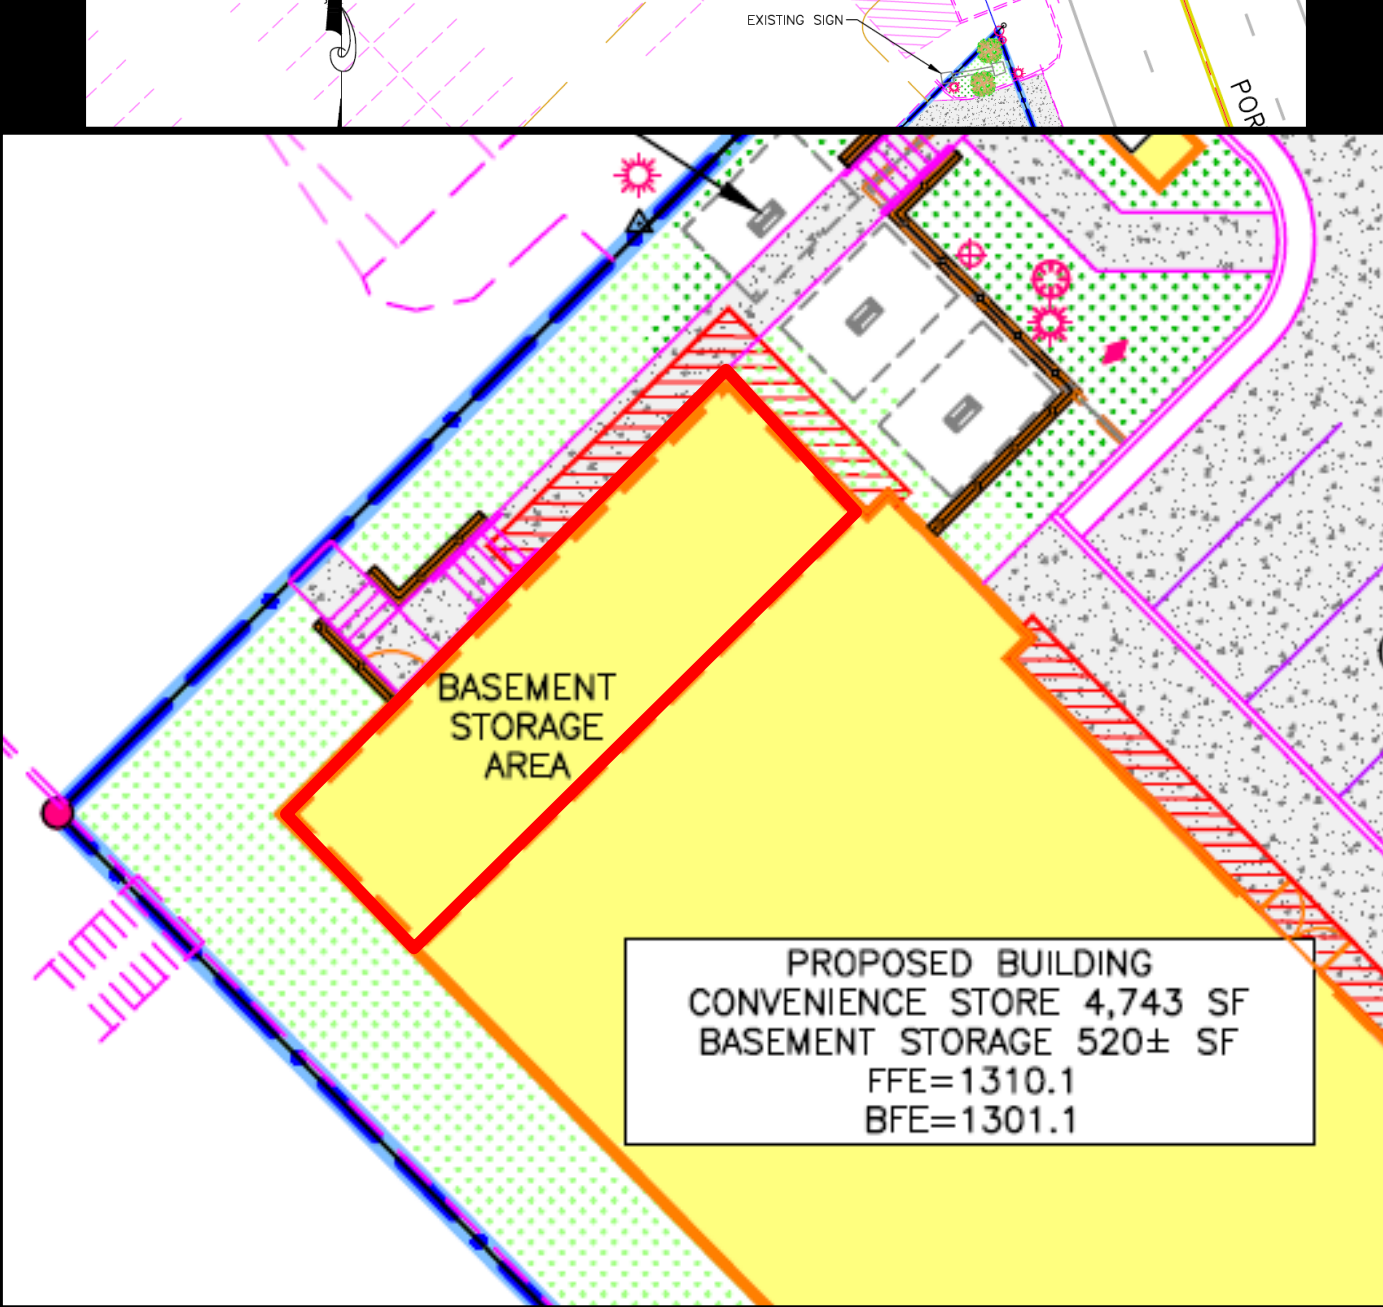 EXISTING SIGN
POR
BASEMENT
STORAGE
AREA
PROPOSED BUILDING
CONVENIENCE STORE 4,743 SF
BASEMENT STORAGE 520± SF
FFE=1310.1
BFE=1301.1